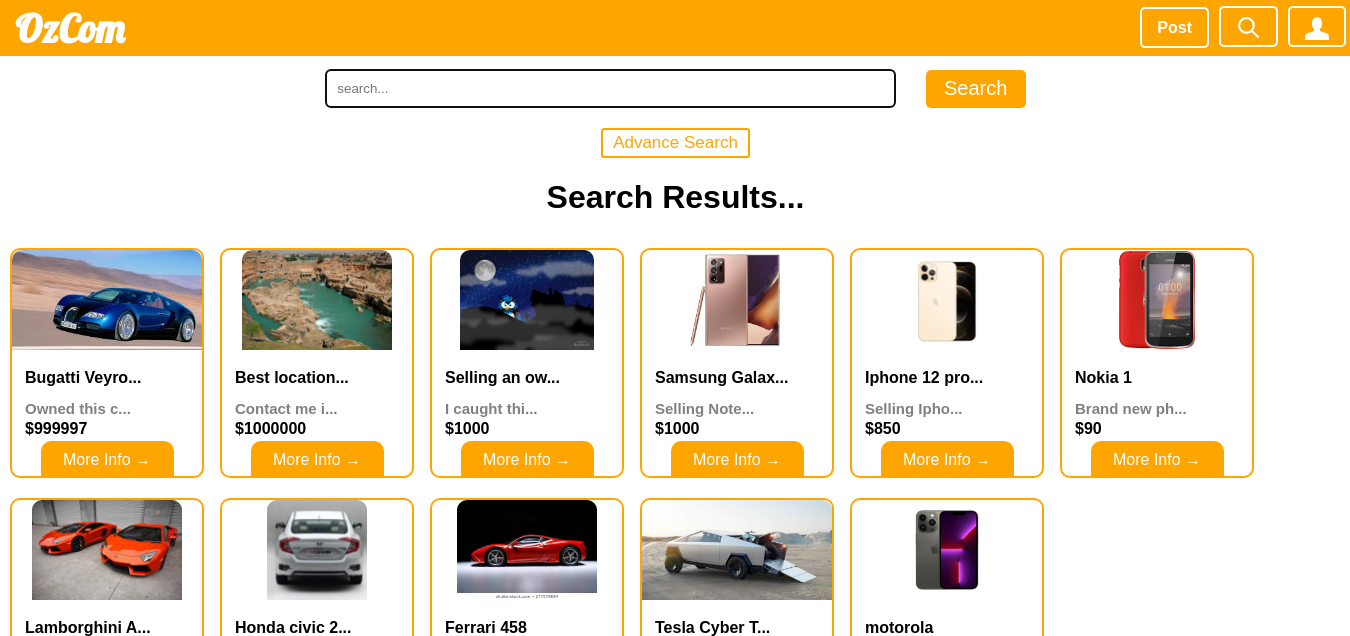 OzCom
Post
search...
Search
Advance Search
Search Results...
Bugatti Veyro...
Owned this c...
$999997
More Info →
Best location...
Contact me i...
$1000000
More Info →
Selling an ow...
I caught thi...
$1000
More Info →
Samsung Galax...
Selling Note...
$1000
More Info →
Iphone 12 pro...
Selling Ipho...
$850
More Info →
Nokia 1
Brand new ph...
$90
More Info →
Lamborghini A...
Honda civic 2...
Ferrari 458
Tesla Cyber T...
motorola